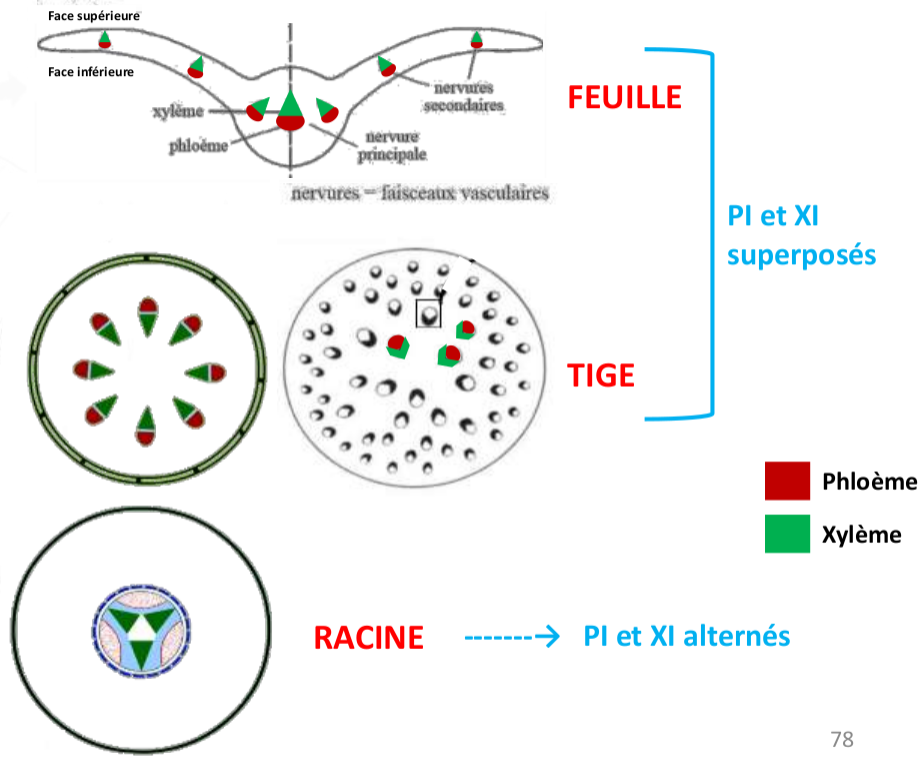 Face supérieure
Face inférieure
xylème
phloème
nervures
secondaires
nervure
principale
nervures = faisceaux vasculaires
FEUILLE
PI et XI
superposés
TIGE
Phloème
Xylème
RACINE
-------→ PI et XI alternés
78